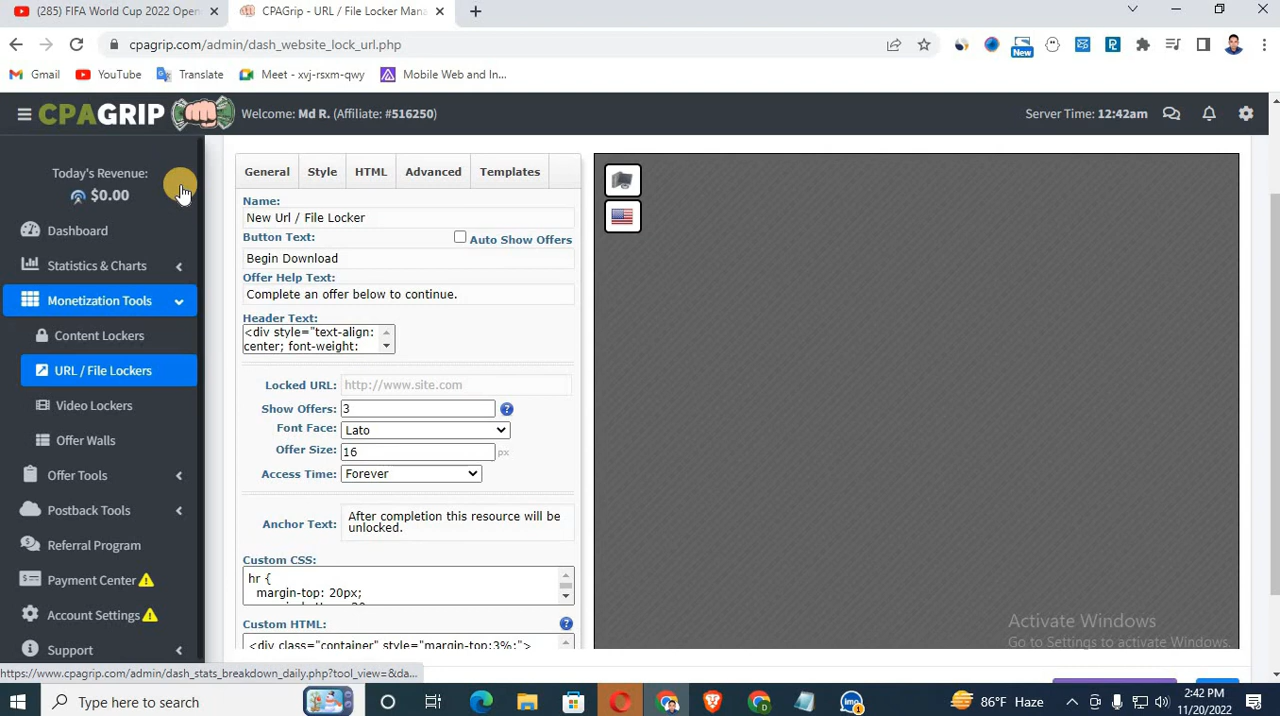 (285) FIFA World Cup 2022 Open
CPAGrip - URL / File Locker Mana
cpagrip.com/admin/dash_website_lock_url.php
New
Gmail
YouTube
Translate
Meet - xvj-rsxm-qwy
Mobile Web and In...
CPAGRIP
Welcome: Md R. (Affiliate: #516250)
Server Time: 12:42am
Today's Revenue:
$0.00
Dashboard
Statistics & Charts
Monetization Tools
Content Lockers
URL / File Lockers
Video Lockers
Offer Walls
Offer Tools
Postback Tools
Referral Program
Payment Center
Account Settings
Support
General
Style
HTML
Advanced
Templates
Name:
New Url / File Locker
Button Text:
Auto Show Offers
Begin Download
Offer Help Text:
Complete an offer below to continue.
Header Text:
<div style="text-align:
center; font-weight:
Locked URL:
http://www.site.com
Show Offers:
3
Font Face:
Lato
Offer Size:
16
px
Access Time:
Forever
Anchor Text:
After completion this resource will be
unlocked.
Custom CSS:
hr {
margin-top: 20px;
Custom HTML:
<div class="container" style="margin-top:3%;">
Activate Windows
Go to Settings to activate Windows.
https://www.cpagrip.com/admin/dash_stats_breakdown_daily.php?tool_view=&da...
Type here to search
86°F Haze
2:42 PM
11/20/2022